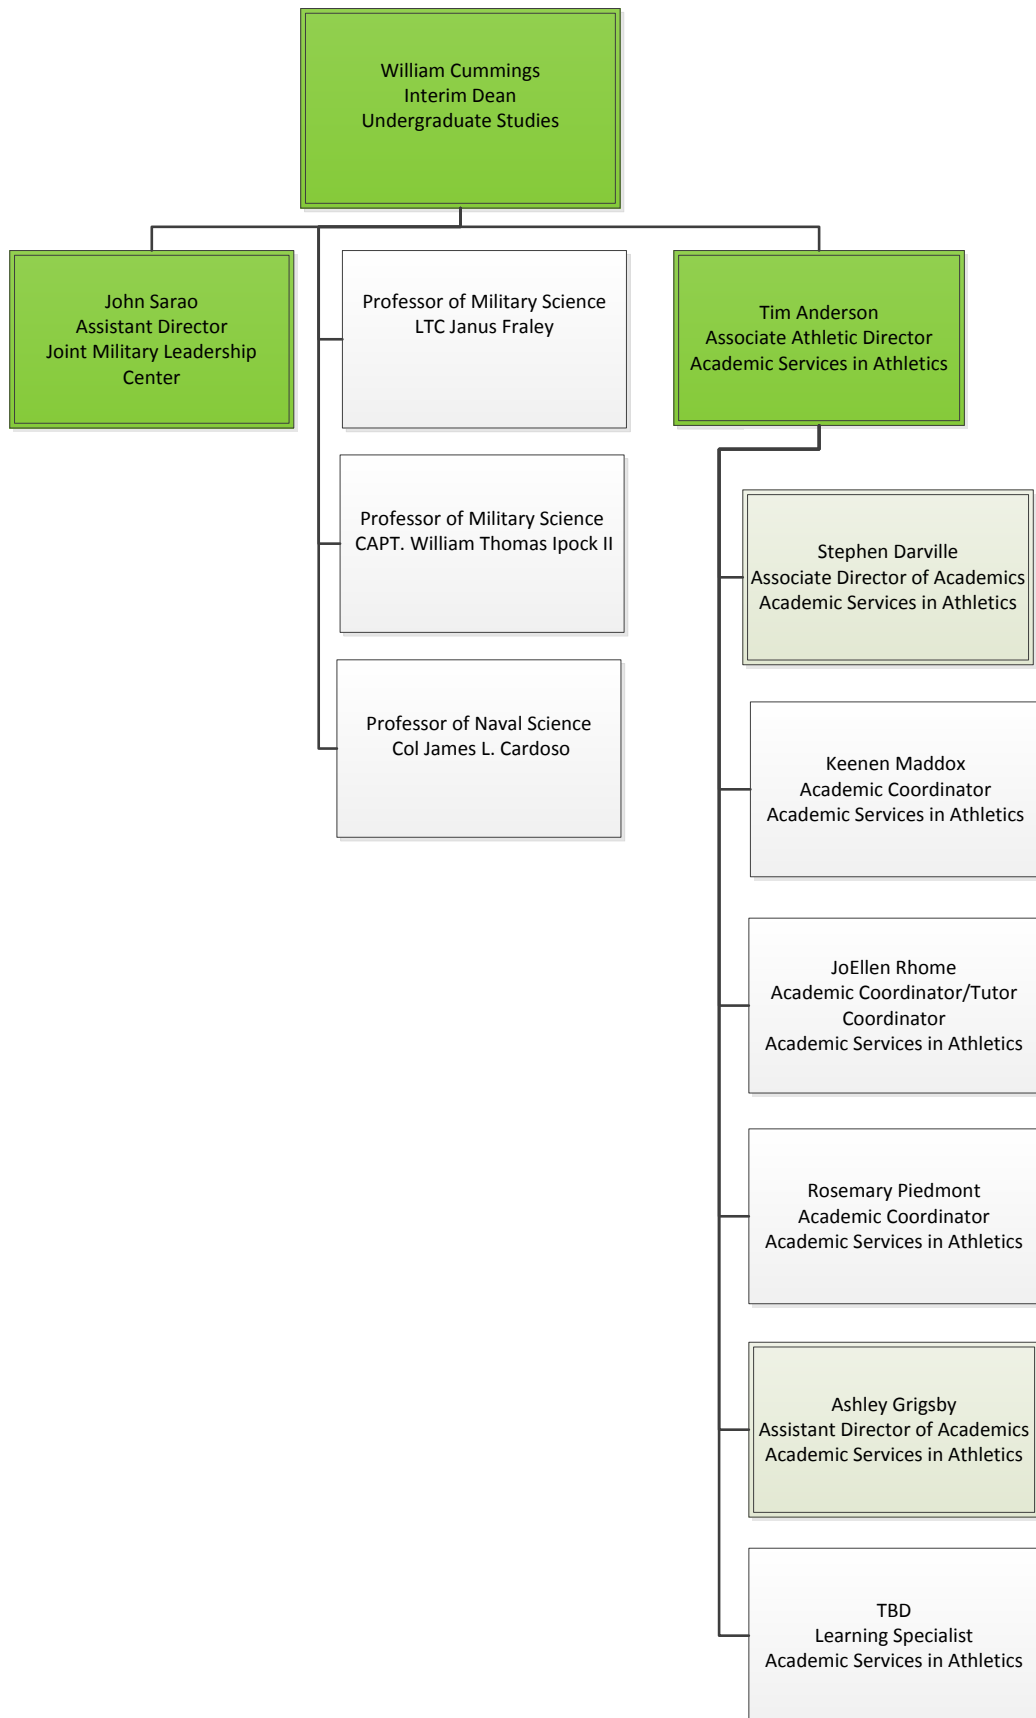 William Cummings
Interim Dean
Undergraduate Studies
John Sarao
Assistant Director
Joint Military Leadership
Center
Professor of Military Science
LTC Janus Fraley
Tim Anderson
Associate Athletic Director
Academic Services in Athletics
Professor of Military Science
CAPT. William Thomas Ipock II
Professor of Naval Science
Col James L. Cardoso
Stephen Darville
Associate Director of Academics
Academic Services in Athletics
Keenen Maddox
Academic Coordinator
Academic Services in Athletics
JoEllen Rhome
Academic Coordinator/Tutor
Coordinator
Academic Services in Athletics
Rosemary Piedmont
Academic Coordinator
Academic Services in Athletics
Ashley Grigsby
Assistant Director of Academics
Academic Services in Athletics
TBD
Learning Specialist
Academic Services in Athletics